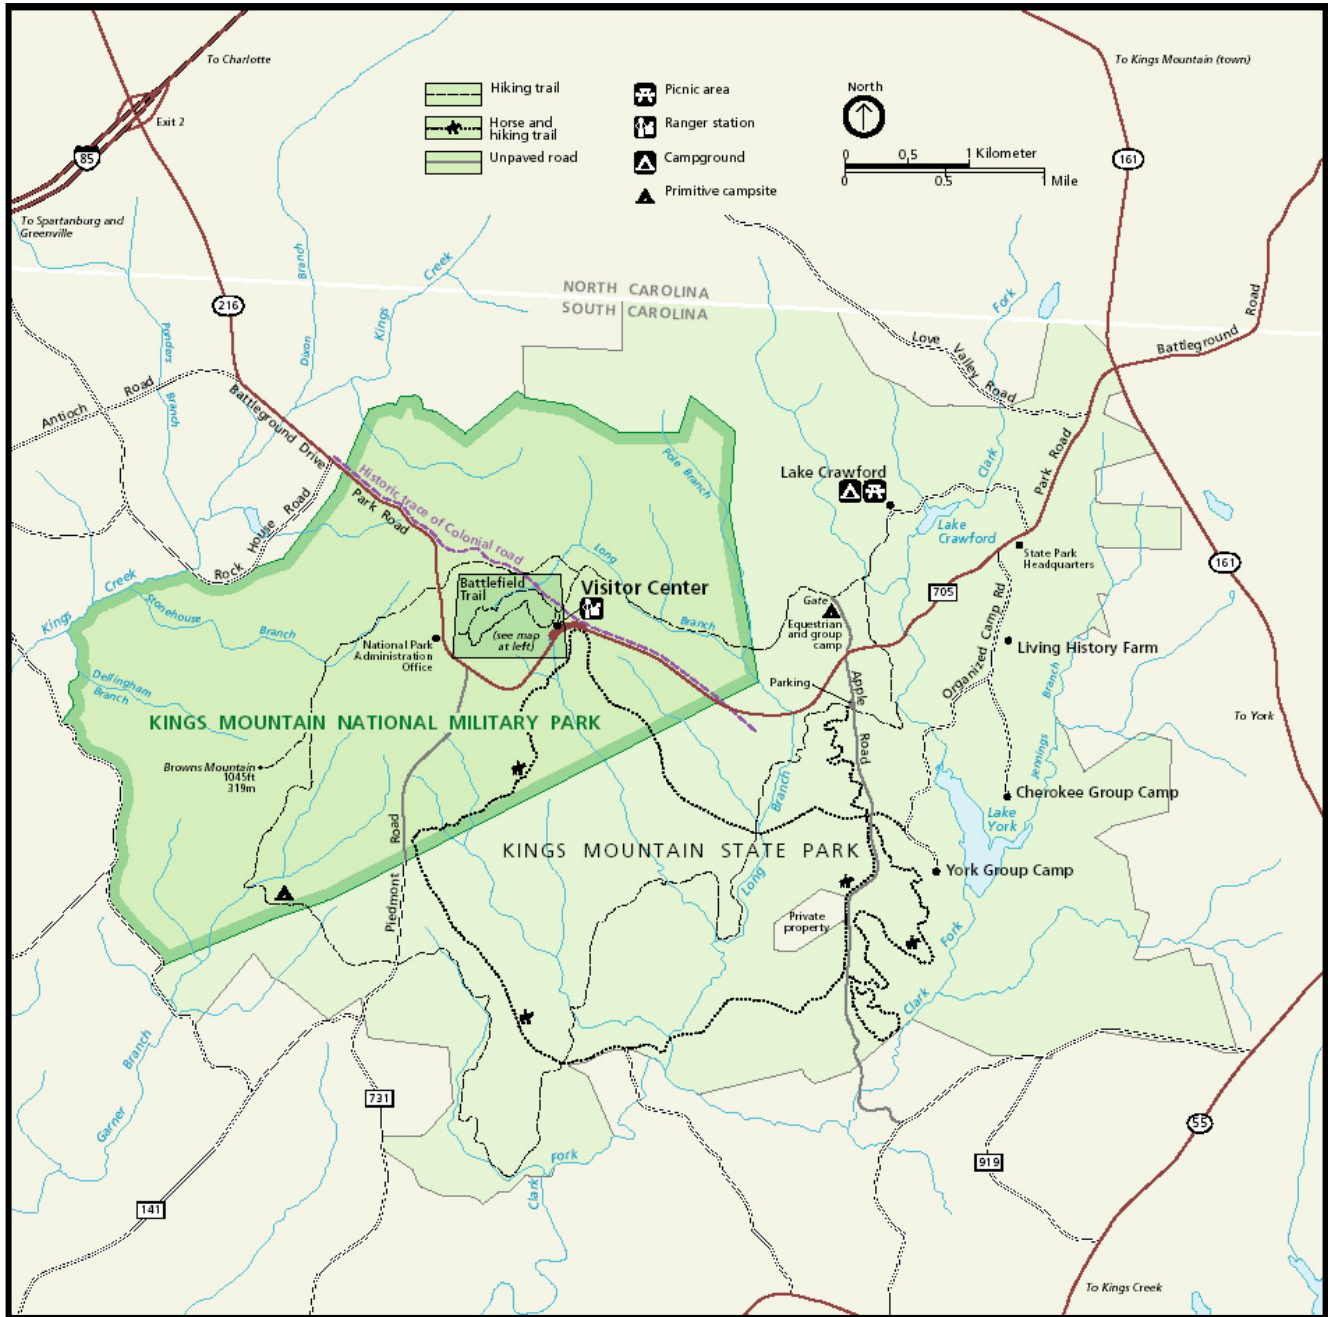 To Charlotte
To Kings Mountain (town)
Hiking trail
Horse and
hiking trail
Unpaved road
Picnic area
Ranger station
Campground
Primitive campsite
North
0
0.5
1 Kilometer
0
0.5
1 Mile
Exit 2
85
161
To Spartanburg and
Greenville
216
NORTH CAROLINA
SOUTH CAROLINA
Ponders
Branch
Dixon
Branch
Kings
Creek
Fork
Clark
Love Valley Road
Battleground Road
Antioch Road
Battleground Drive
Park Road
Rock House Road
Historic trace of Colonial road
Pole Branch
Lake Crawford
Lake
Crawford
Park Road
State Park
Headquarters
161
705
Kings Creek
Stonehouse
Branch
Long
Branch
Battlefield
Trail
(see map
at left)
Visitor Center
National Park
Administration
Office
Gate
Equestrian
and group
camp
Organized Camp Rd
Living History Farm
Dellingham
Branch
Parking
Apple
Road
Jennings
Branch
To York
KINGS MOUNTAIN NATIONAL MILITARY PARK
Browns Mountain
1045ft
319m
Long
Branch
Cherokee Group Camp
Lake
York
Piedmont Road
KINGS MOUNTAIN STATE PARK
York Group Camp
Private
property
Clark
Fork
Garner
Branch
731
55
141
Clark
Fork
919
To Kings Creek